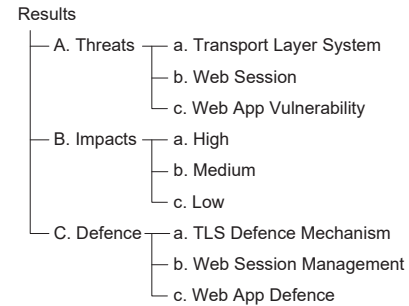 Results
A. Threats a. Transport Layer System
b. Web Session
c. Web App Vulnerability
B. Impacts a. High
b. Medium
c. Low
C. Defence a. TLS Defence Mechanism
b. Web Session Management
c. Web App Defence